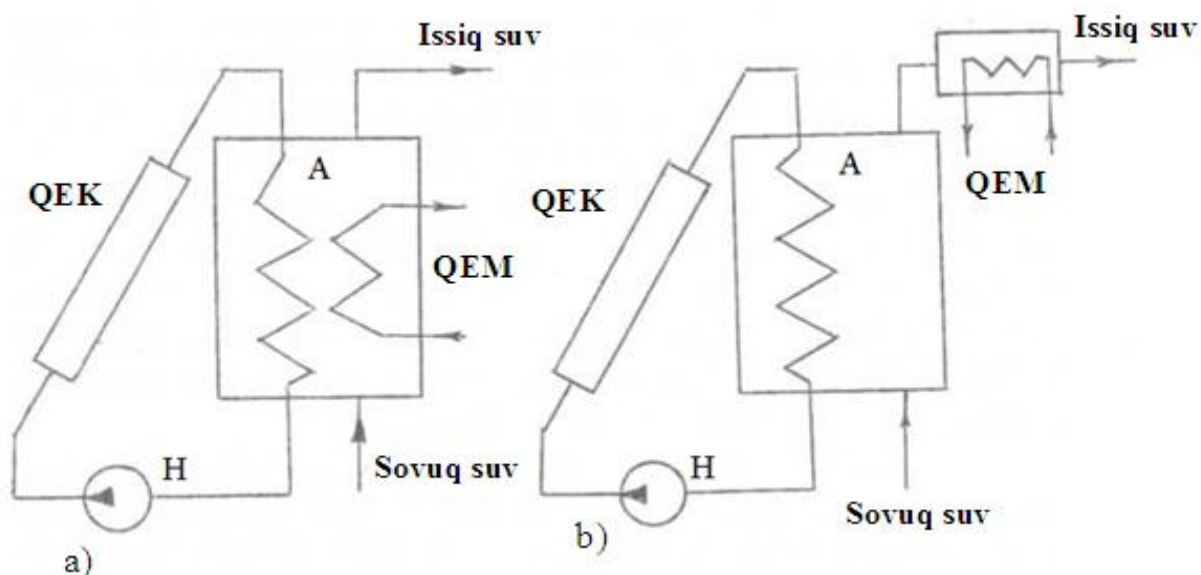 Issiq suv
A
QEK
QEM
H
Sovuq suv
a)
Issiq suv
QEM
A
QEK
H
Sovuq suv
b)